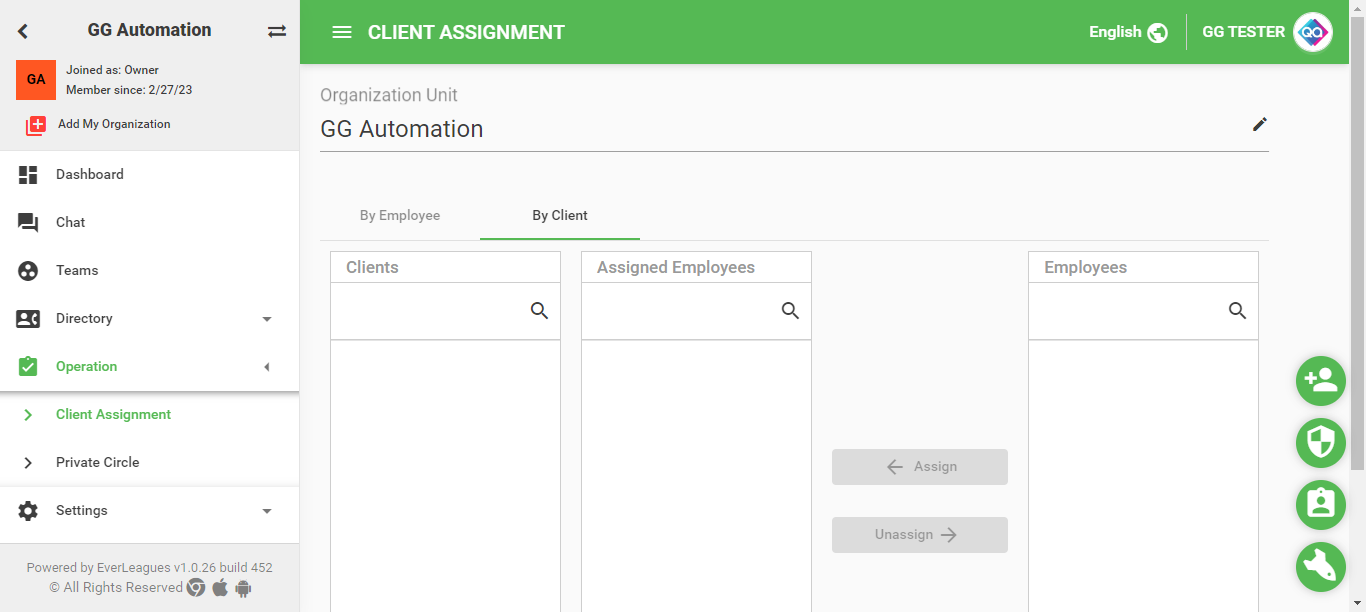 GG Automation
GA
Joined as: Owner
Member since: 2/27/23
Add My Organization
Dashboard
Chat
Teams
Directory
Operation
Client Assignment
Private Circle
Settings
Powered by EverLeagues v1.0.26 build 452
© All Rights Reserved
CLIENT ASSIGNMENT
English
GG TESTER
QA
Organization Unit
GG Automation
By Employee
By Client
Clients
Assigned Employees
Employees
Assign
Unassign